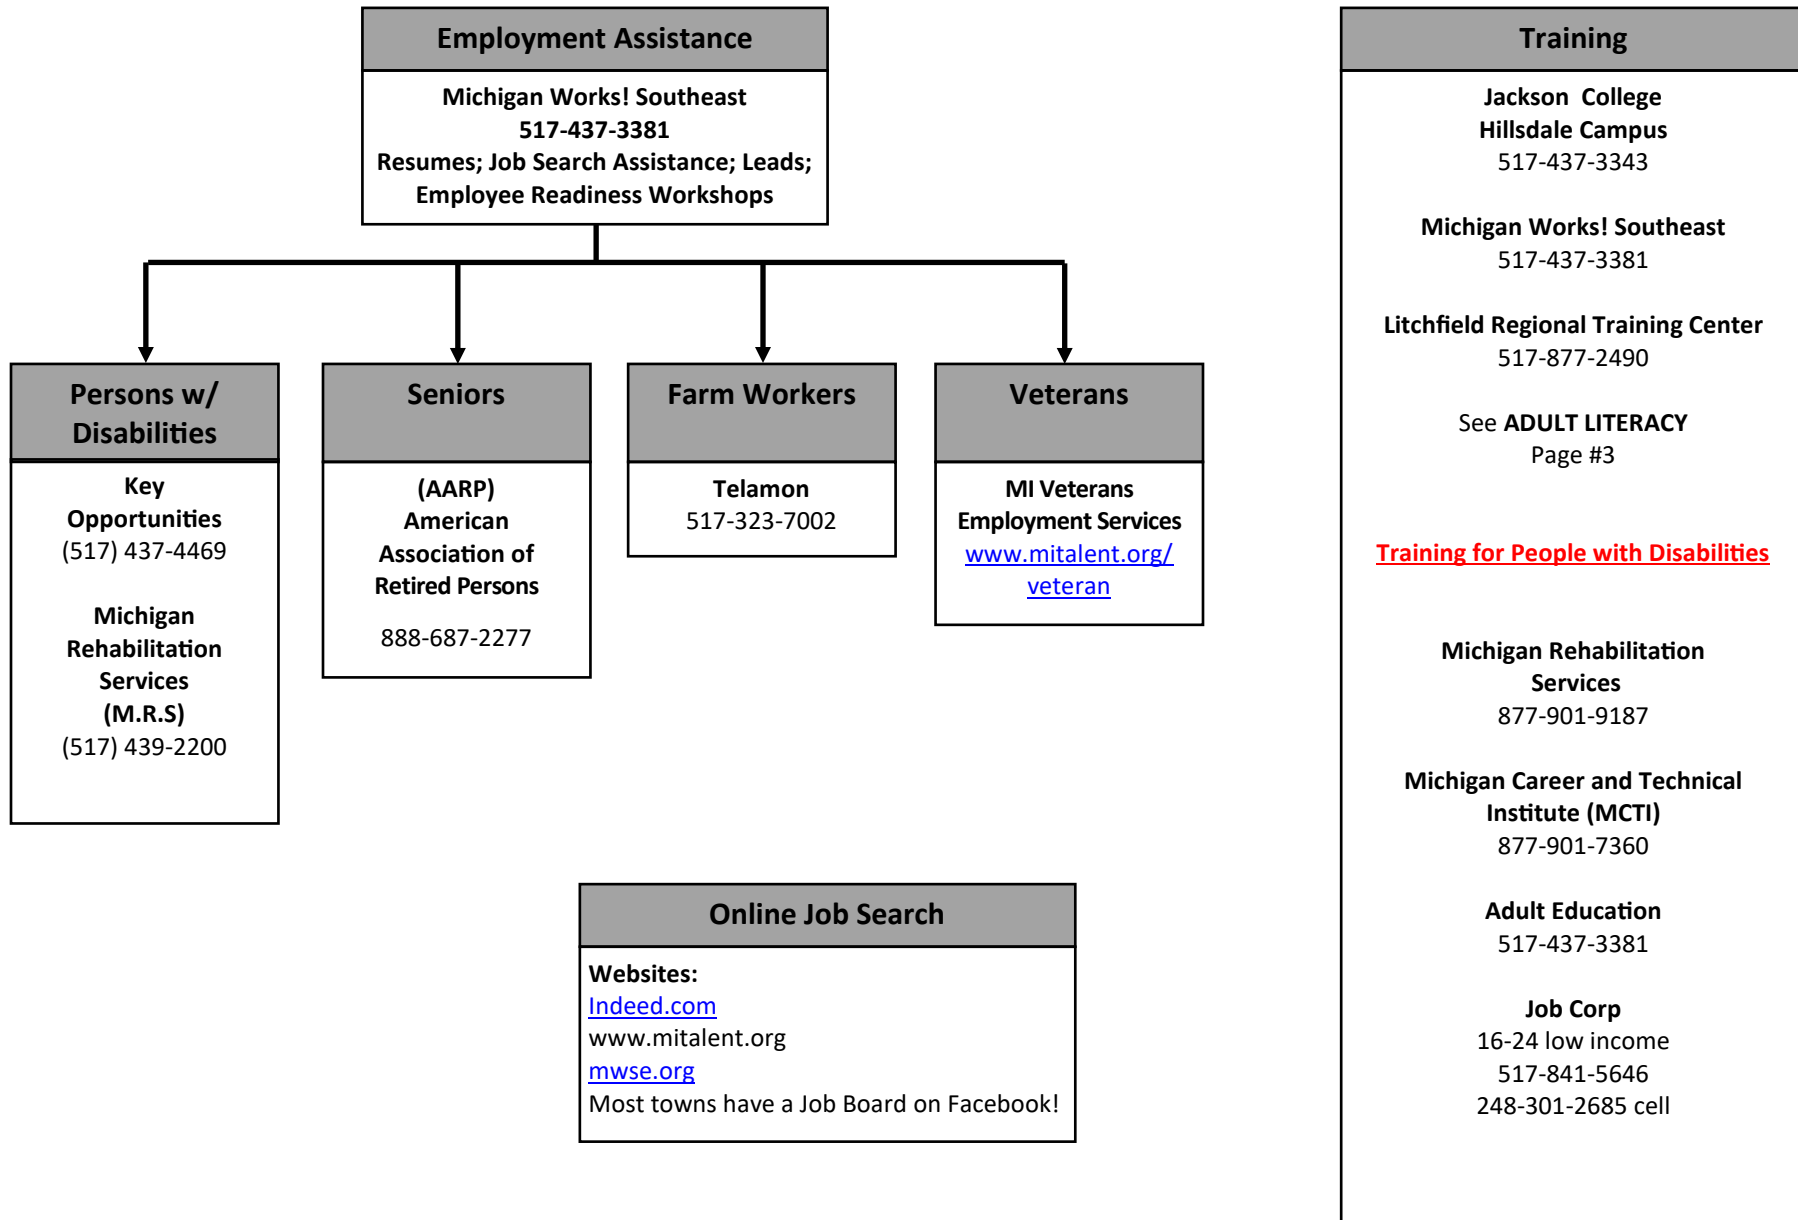 Employment Assistance
Michigan Works! Southeast
517-437-3381
Resumes; Job Search Assistance; Leads;
Employee Readiness Workshops
Persons w/
Disabilities
Key
Opportunities
(517) 437-4469
Michigan
Rehabilitation
Services
(M.R.S)
(517) 439-2200
Seniors
(AARP)
American
Association of
Retired Persons
888-687-2277
Farm Workers
Telamon
517-323-7002
Veterans
MI Veterans
Employment Services
www.mitalent.org/
veteran
Online Job Search
Websites:
Indeed.com
www.mitalent.org
mwse.org
Most towns have a Job Board on Facebook!
Training
Jackson College
Hillsdale Campus
517-437-3343
Michigan Works! Southeast
517-437-3381
Litchfield Regional Training Center
517-877-2490
See ADULT LITERACY
Page #3
Training for People with Disabilities
Michigan Rehabilitation
Services
877-901-9187
Michigan Career and Technical
Institute (MCTI)
877-901-7360
Adult Education
517-437-3381
Job Corp
16-24 low income
517-841-5646
248-301-2685 cell